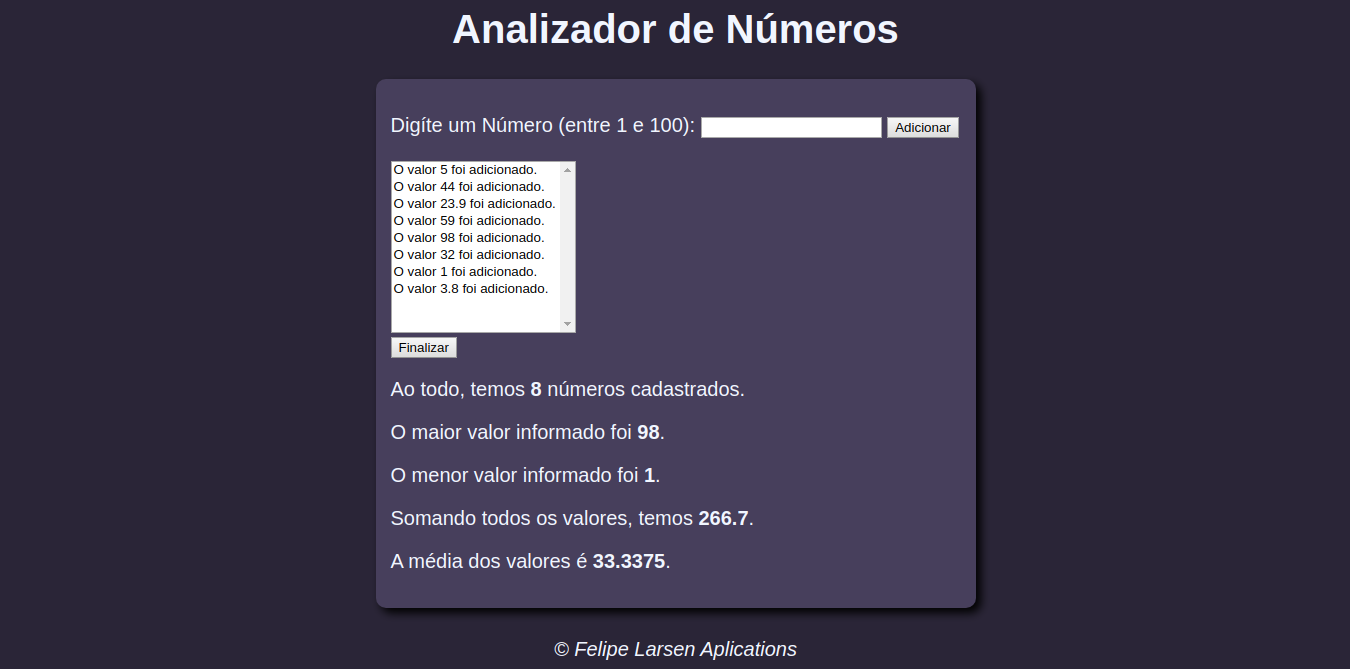 Analizador de Números
Digíte um Número (entre 1 e 100): Adicionar
O valor 5 foi adicionado.
O valor 44 foi adicionado.
O valor 23.9 foi adicionado.
O valor 59 foi adicionado.
O valor 98 foi adicionado.
O valor 32 foi adicionado.
O valor 1 foi adicionado.
O valor 3.8 foi adicionado.
Finalizar
Ao todo, temos 8 números cadastrados.
O maior valor informado foi 98.
O menor valor informado foi 1.
Somando todos os valores, temos 266.7.
A média dos valores é 33.3375.
© Felipe Larsen Aplications